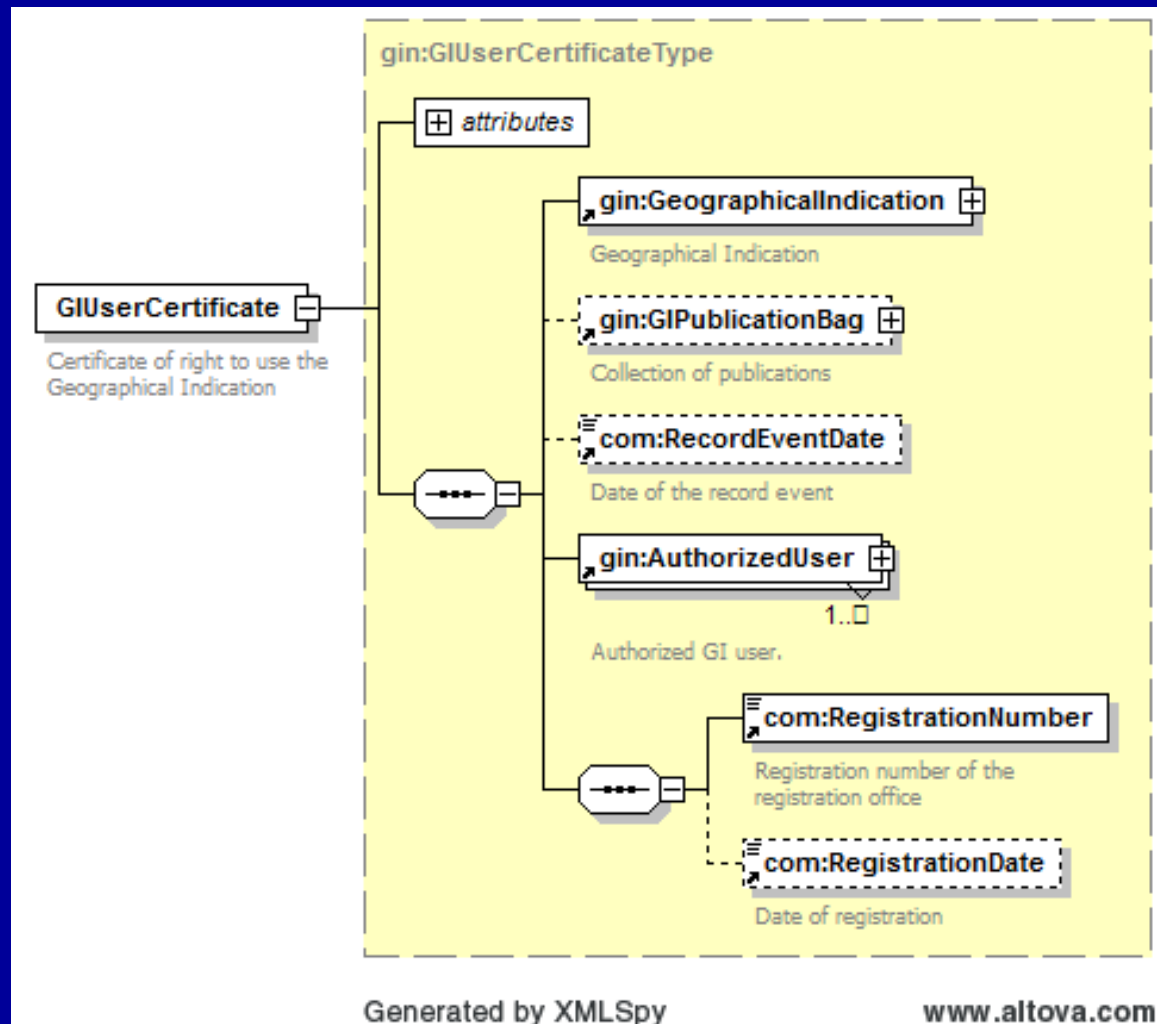 gin:GIUserCertificateType
attributes
gin:GeographicalIndication
Geographical Indication
GIUserCertificate
Certificate of right to use the
Geographical Indication
gin:GIPublicationBag
Collection of publications
com:RecordEventDate
Date of the record event
gin:AuthorizedUser
1..□
Authorized GI user.
com:RegistrationNumber
Registration number of the
registration office
com:RegistrationDate
Date of registration
Generated by XMLSpy
www.altova.com